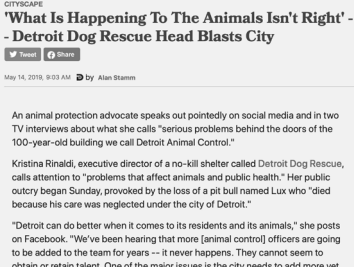 CITYSCAPE
'What Is Happening To The Animals Isn't Right' -
- Detroit Dog Rescue Head Blasts City
Tweet Share
May 14, 2019, 9:03 AM D by Alan Stamm
An animal protection advocate speaks out pointedly on social media and in two
TV interviews about what she calls "serious problems behind the doors of the
100-year-old building we call Detroit Animal Control."
Kristina Rinaldi, executive director of a no-kill shelter called Detroit Dog Rescue,
calls attention to "problems that affect animals and public health." Her public
outcry began Sunday, provoked by the loss of a pit bull named Lux who "died
because his care was neglected under the city of Detroit."
"Detroit can do better when it comes to its residents and its animals," she posts
on Facebook. "We've been hearing that more [animal control] officers are going
to be added to the team for years -- it never happens. They cannot seem to
obtain or retain talent. One of the major issues is the city needs to add more vet